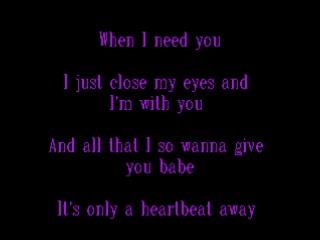 When I need you
I just close my eyes and
I'm with you
And all that I so wanna give
you babe
It's only a heartbeat away